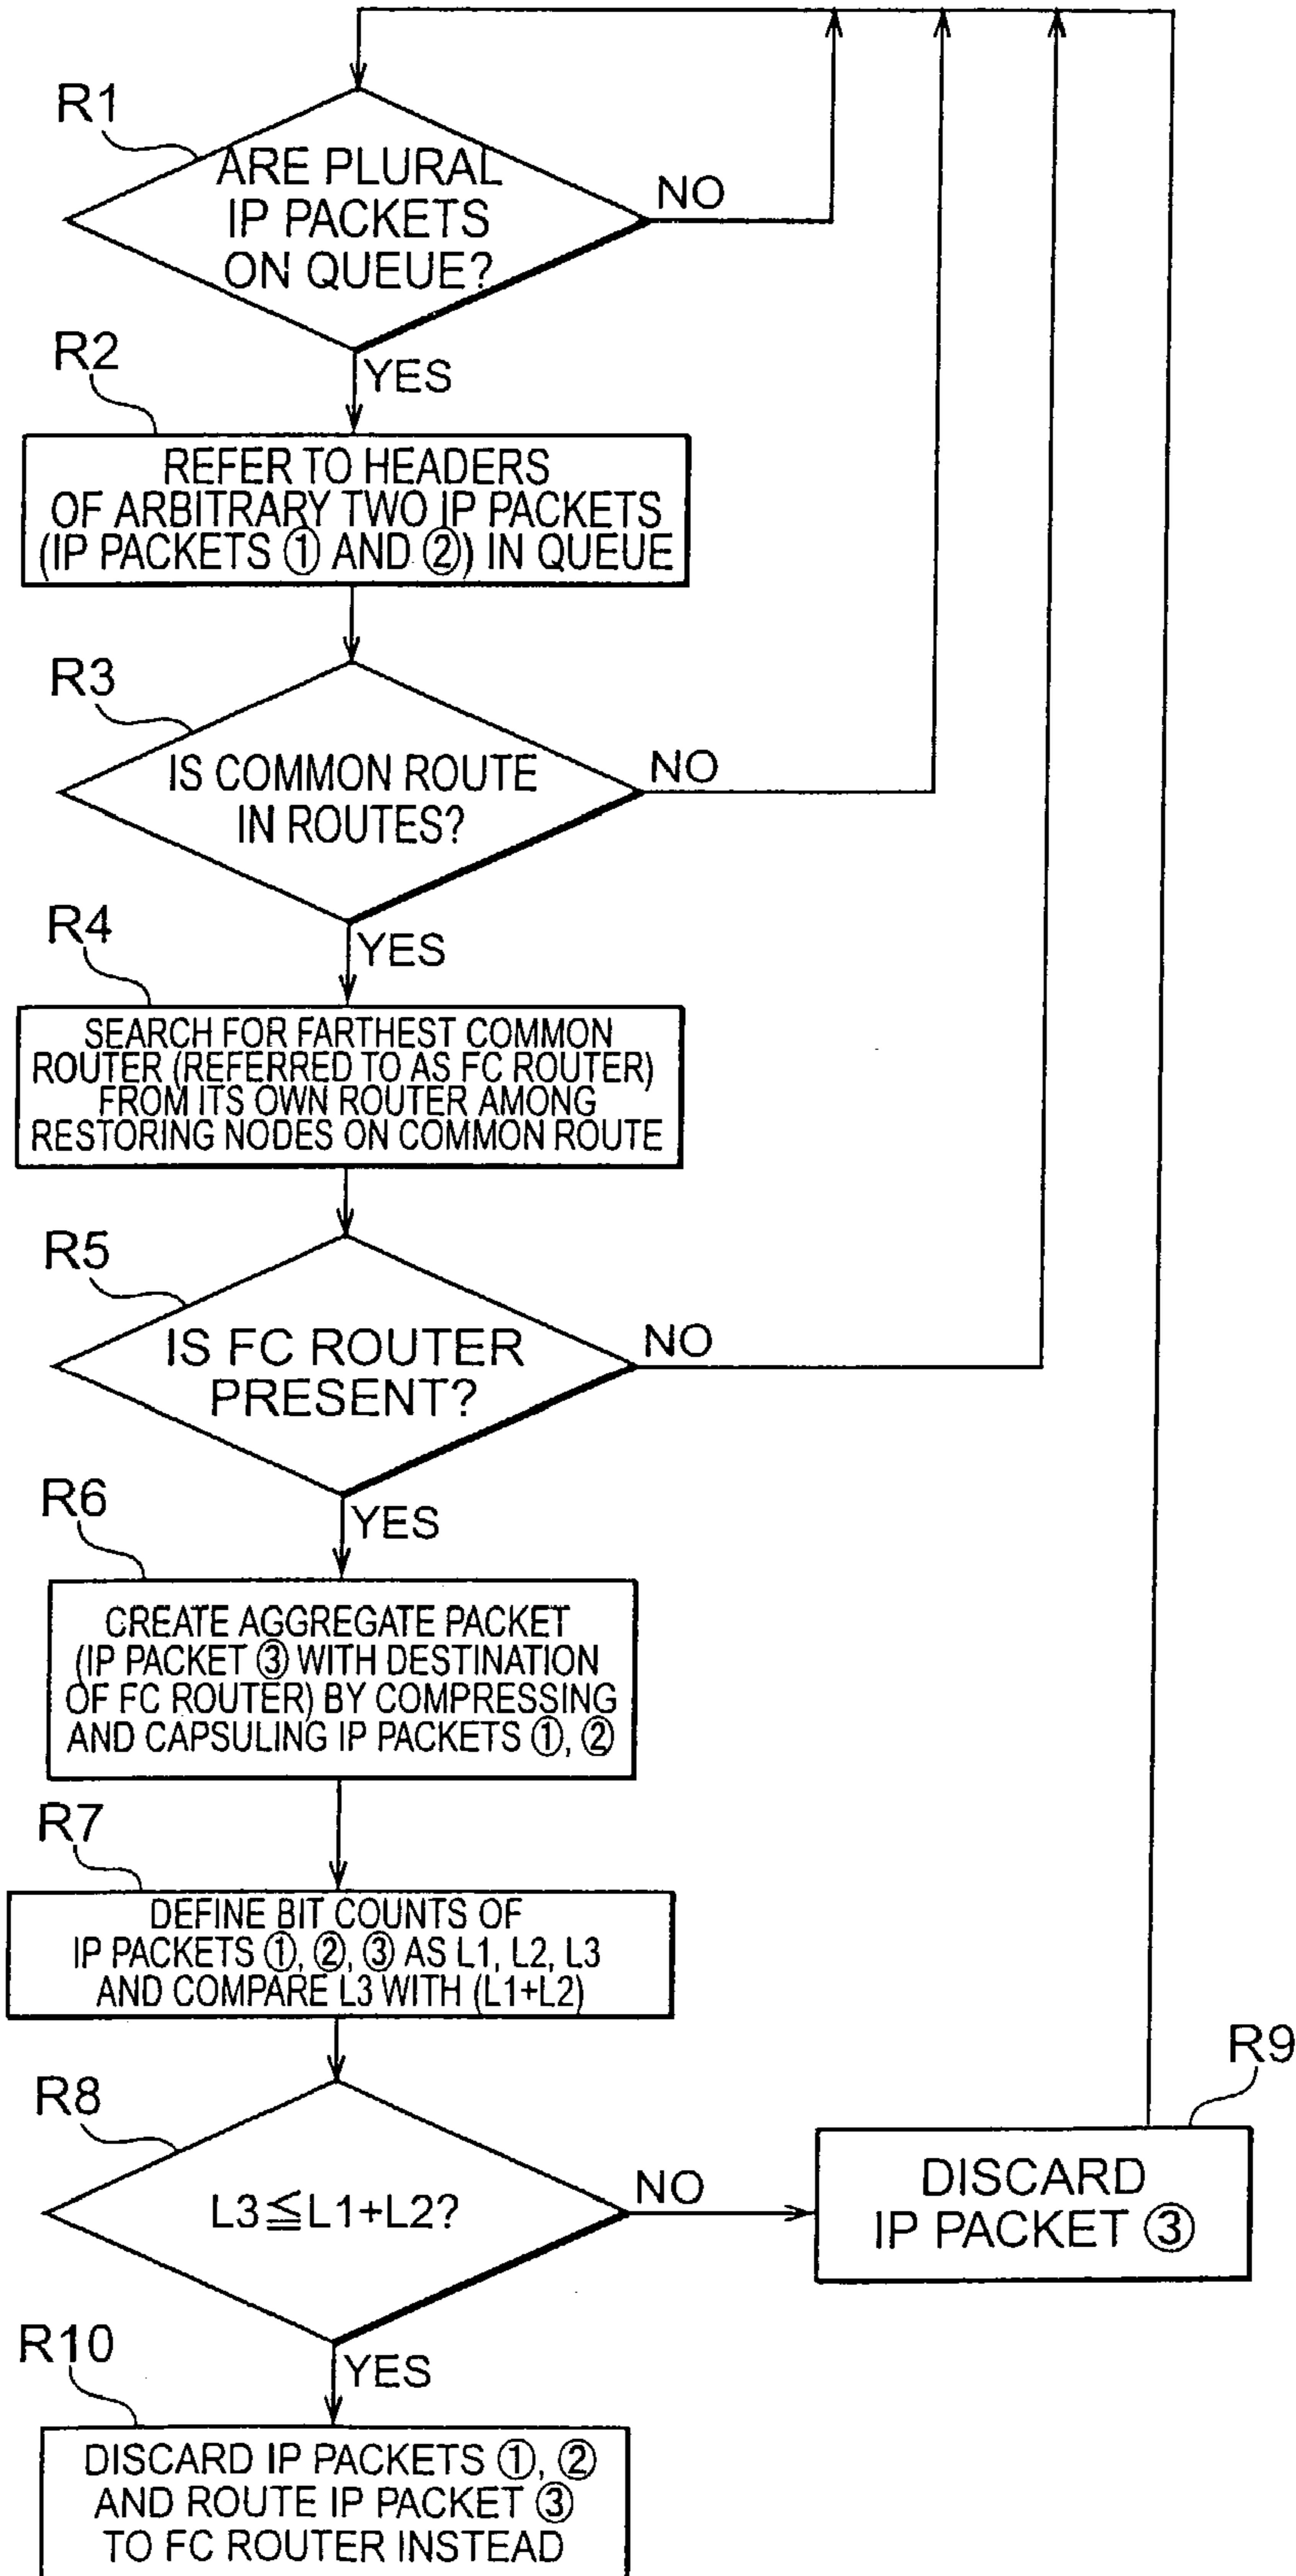 R1
ARE PLURAL
IP PACKETS
ON QUEUE?
NO
YES
R2
REFER TO HEADERS
OF ARBITRARY TWO IP PACKETS
(IP PACKETS ① AND ②) IN QUEUE
R3
IS COMMON ROUTE
IN ROUTES?
NO
YES
R4
SEARCH FOR FARTHEST COMMON
ROUTER (REFERRED TO AS FC ROUTER)
FROM ITS OWN ROUTER AMONG
RESTORING NODES ON COMMON ROUTE
R5
IS FC ROUTER
PRESENT?
NO
YES
R6
CREATE AGGREGATE PACKET
(IP PACKET ③ WITH DESTINATION
OF FC ROUTER) BY COMPRESSING
AND CAPSULING IP PACKETS ①, ②
R7
DEFINE BIT COUNTS OF
IP PACKETS ①, ②, ③ AS L1, L2, L3
AND COMPARE L3 WITH (L1+L2)
R8
L3≦L1+L2?
NO
R9
DISCARD
IP PACKET ③
YES
R10
DISCARD IP PACKETS ①, ②
AND ROUTE IP PACKET ③
TO FC ROUTER INSTEAD